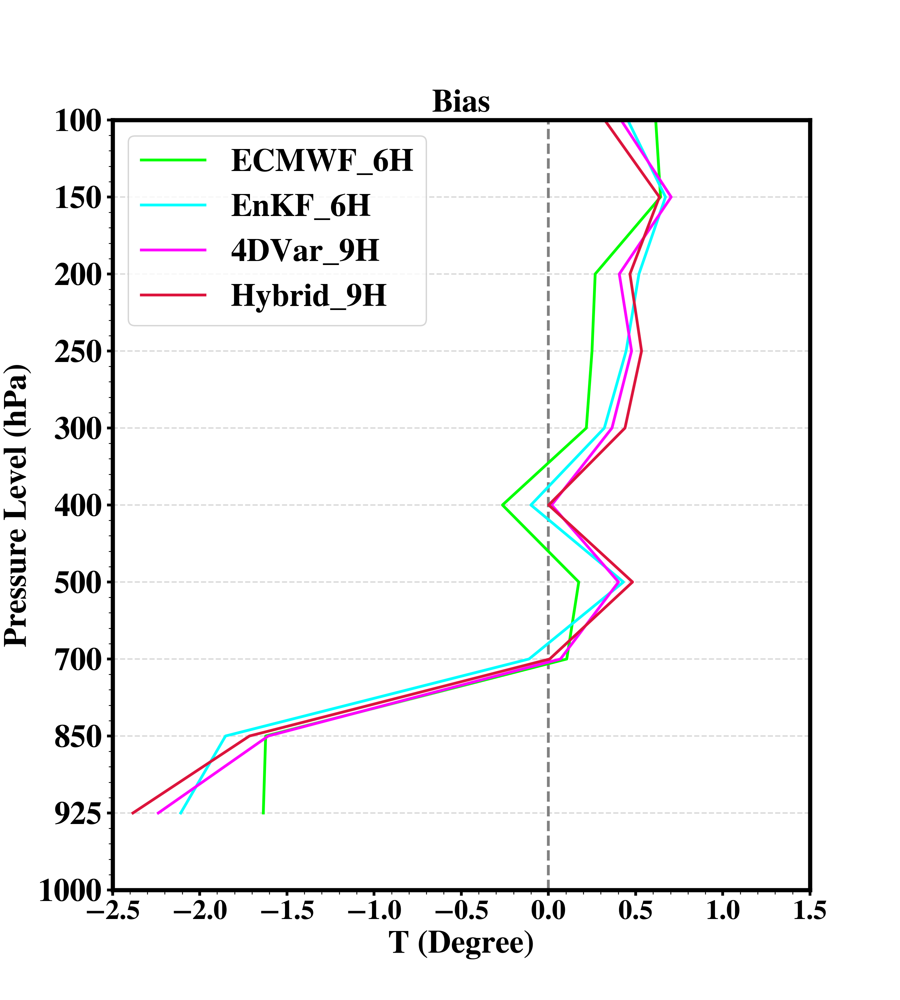 Bias
100
150
200
250
300
400
500
700
850
925
1000
Pressure Level (hPa)
ECMWF_6H
EnKF_6H
4DVar_9H
Hybrid_9H
−2.5 −2.0 −1.5 −1.0 −0.5 0.0 0.5 1.0 1.5
T (Degree)